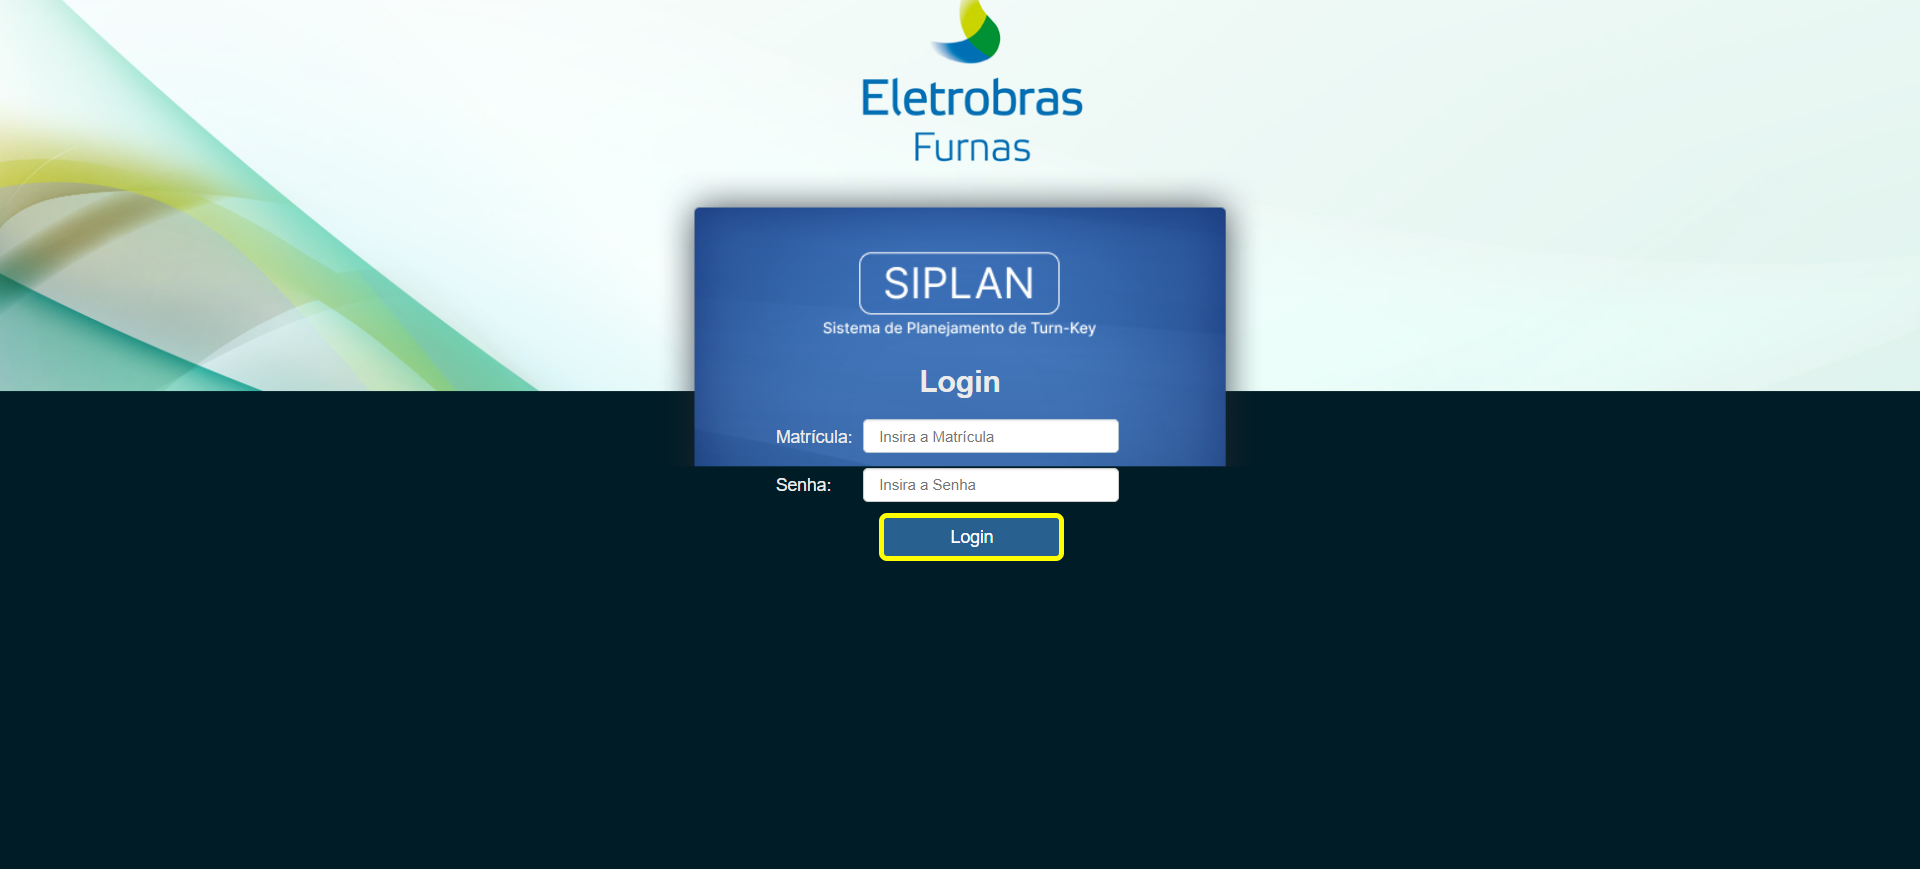 Eletrobras
Furnas
SIPLAN
Sistema de Planejamento de Turn-Key
Login
Matrícula: Insira a Matrícula
Senha: Insira a Senha
Login